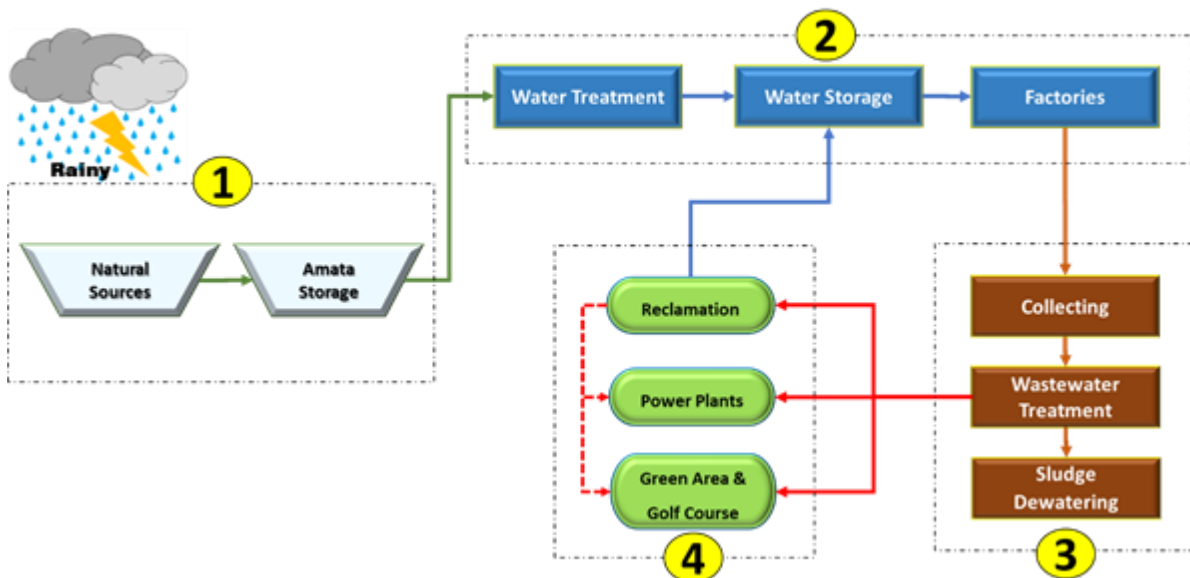 Rainy
1
Natural
Sources
Amata
Storage
2
Water Treatment
Water Storage
Factories
Collecting
Wastewater
Treatment
Sludge
Dewatering
3
Reclamation
Power Plants
Green Area &
Golf Course
4